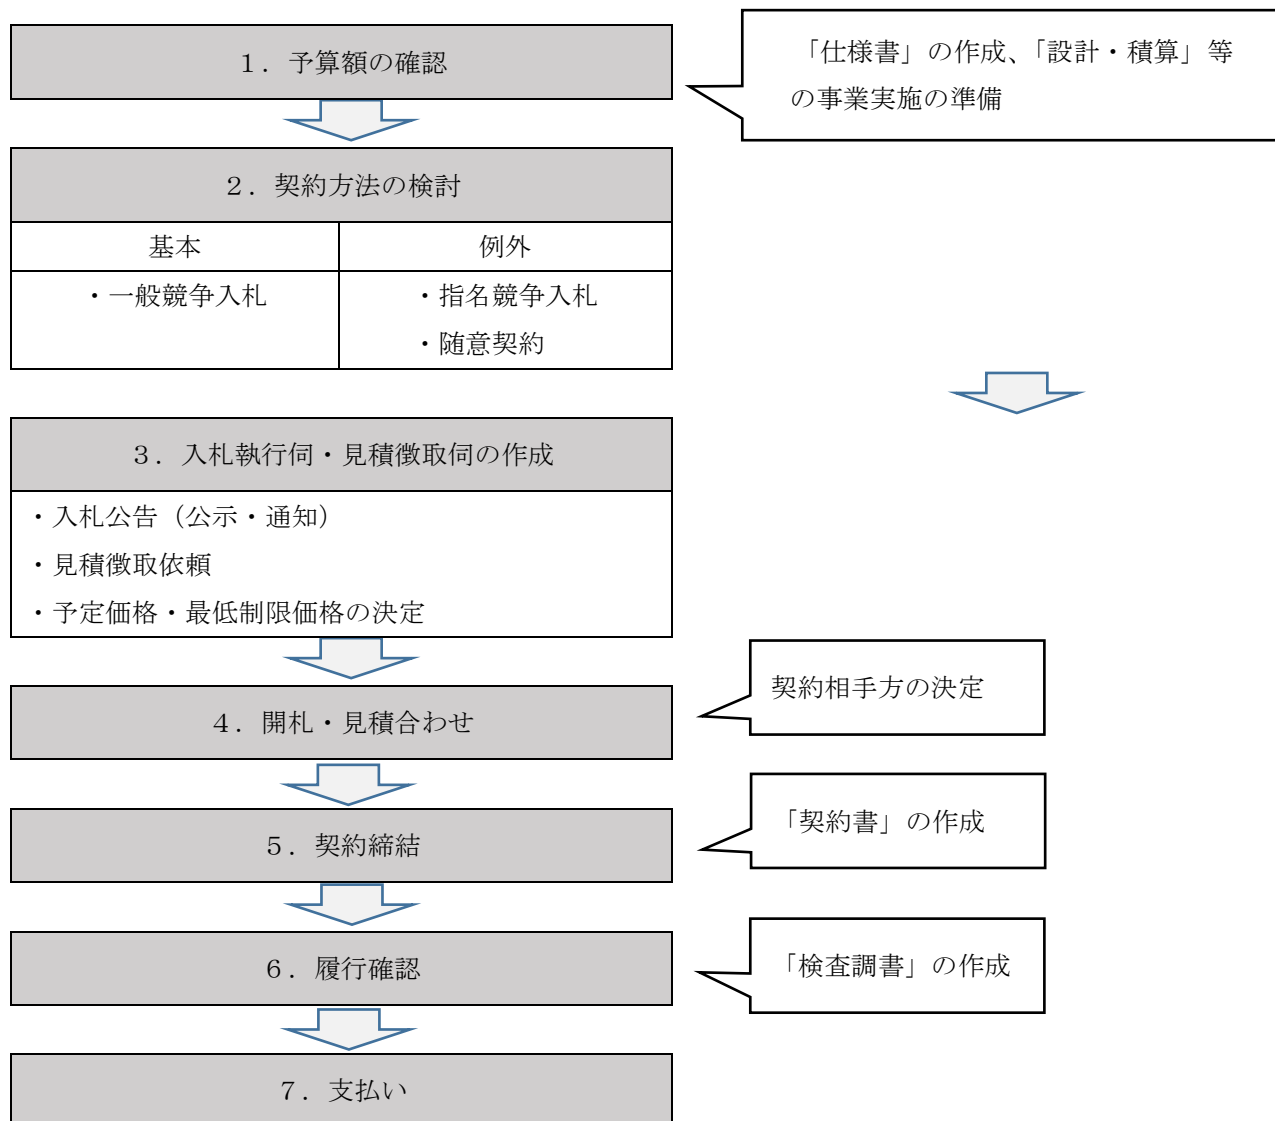 １．予算額の確認
「仕様書」の作成、「設計・積算」等
の事業実施の準備
２．契約方法の検討
基本
例外
・一般競争入札
・指名競争入札
・随意契約
３．入札執行伺・見積徴取伺の作成
・入札公告（公示・通知）
・見積徴取依頼
・予定価格・最低制限価格の決定
４．開札・見積合わせ
契約相手方の決定
５．契約締結
「契約書」の作成
６．履行確認
「検査調書」の作成
７．支払い